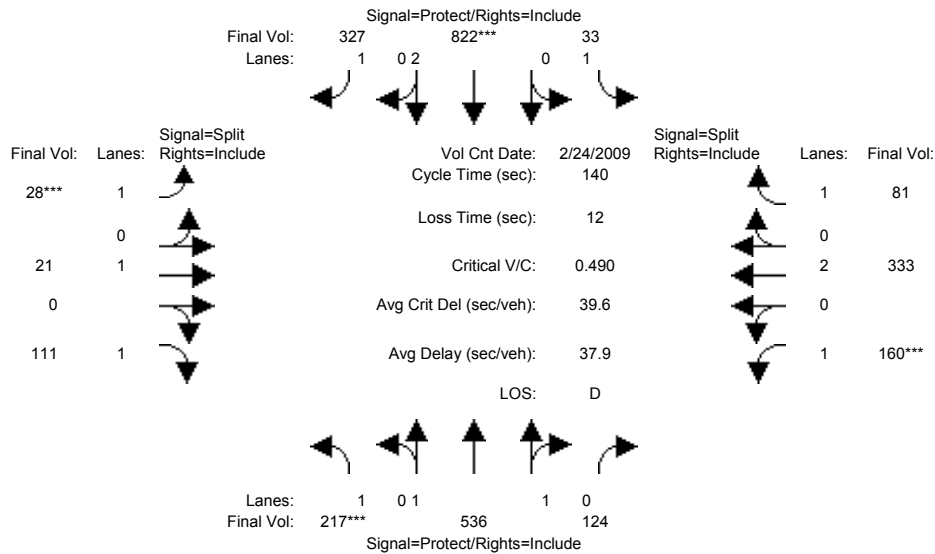 Signal=Protect/Rights=Include
Final Vol: 327 822*** 33
Lanes: 1 0 2 0 1
Signal=Split
Final Vol: Lanes: Rights=Include
Vol Cnt Date: 2/24/2009
Signal=Split
Rights=Include Lanes: Final Vol:
Cycle Time (sec): 140
28*** 1
1 81
Loss Time (sec): 12
0
0
21 1
Critical V/C: 0.490
2 333
0
Avg Crit Del (sec/veh): 39.6
0
111 1
Avg Delay (sec/veh): 37.9
1 160***
LOS: D
Lanes: 1 0 1 1 0
Final Vol: 217*** 536 124
Signal=Protect/Rights=Include